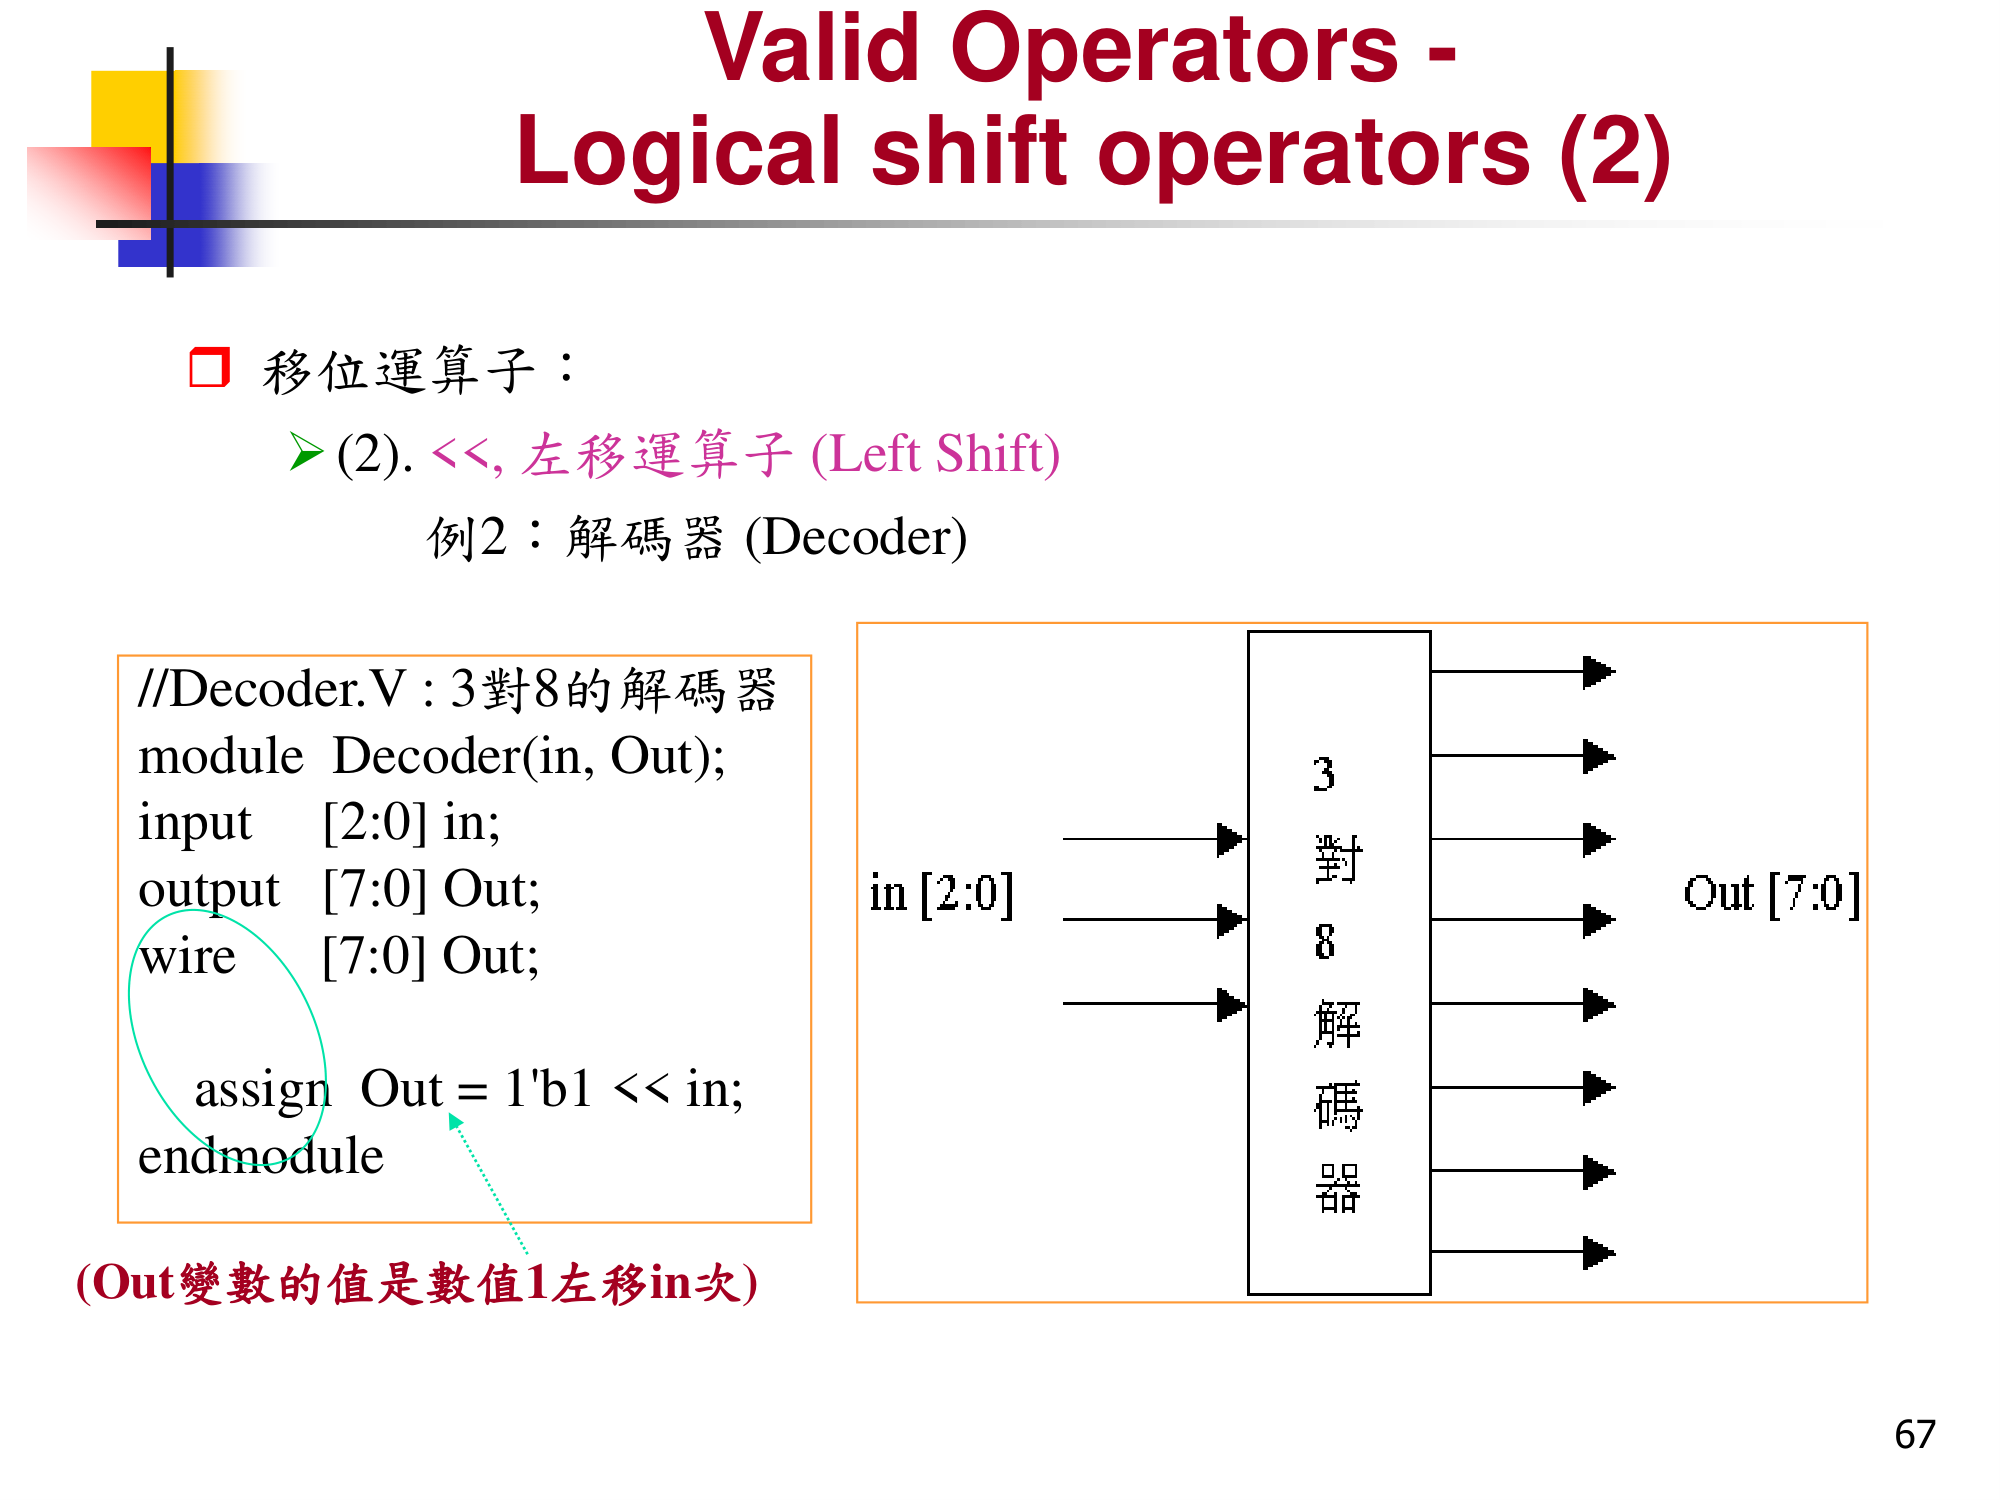 Valid Operators -
Logical shift operators (2)
移位運算子：
(2). <<, 左移運算子 (Left Shift)
例2：解碼器 (Decoder)
//Decoder.V : 3對8的解碼器
module Decoder(in, Out);
input [2:0] in;
output [7:0] Out;
wire [7:0] Out;
assign Out = 1'b1 << in;
endmodule
(Out變數的值是數值1左移in次)
in [2:0]
3
對
8
解
碼
器
Out [7:0]
67